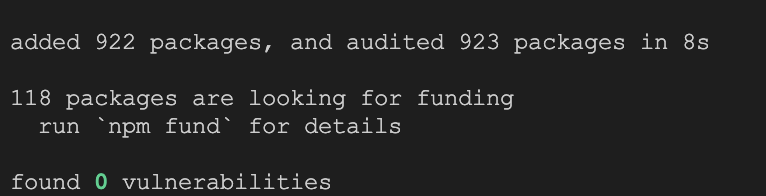 added 922 packages, and audited 923 packages in 8s
118 packages are looking for funding
run `npm fund` for details
found 0 vulnerabilities